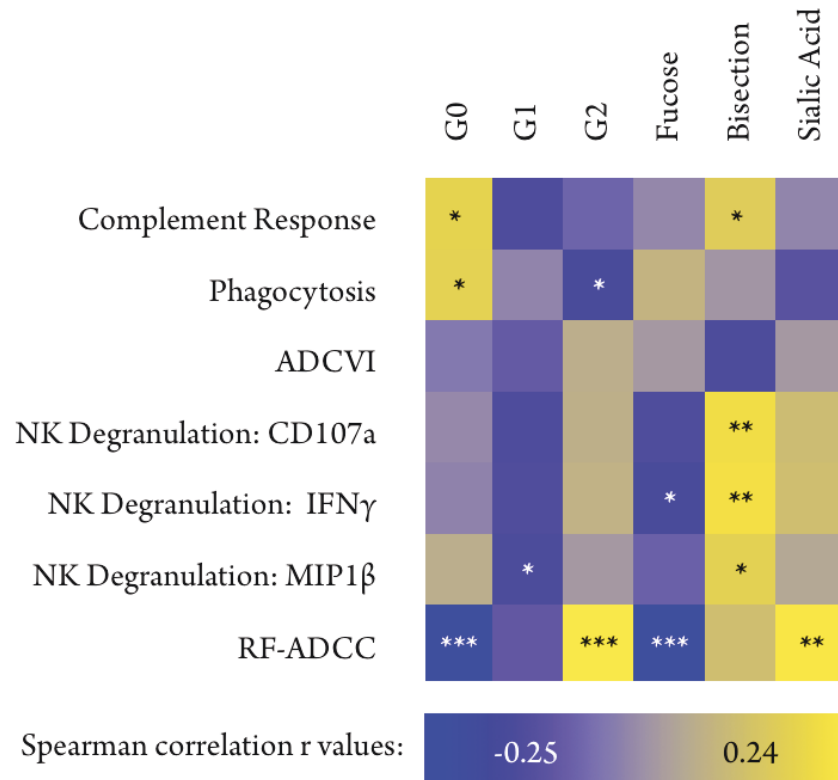 G0 G1 G2 Fucose Bisection Sialic Acid
Complement Response * *
Phagocytosis * *
ADCVI
NK Degranulation: CD107a **
NK Degranulation: IFNγ * **
NK Degranulation: MIP1β * *
RF-ADCC *** *** *** **
Spearman correlation r values: -0.25 0.24